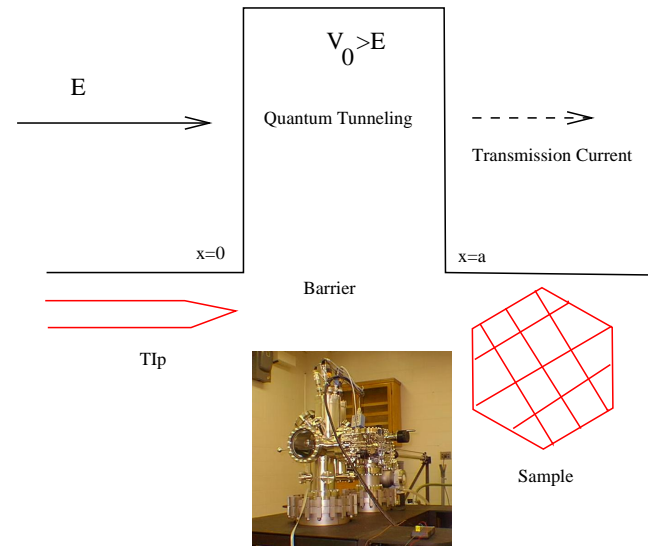 V0>E
E
Quantum Tunneling
Transmission Current
x=0
x=a
Barrier
TIp
Sample